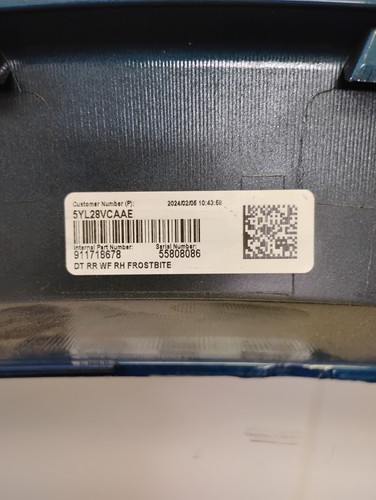 Customer Number (P): 2024/02/05 10:43:58
5YL28VCAAE
Internal Part Number: Serial Number:
911718678 55808086
DT RR WF RH FROSTBITE